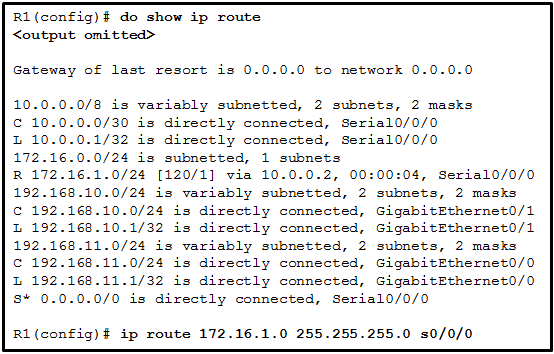 R1(config)# do show ip route
<output omitted>
Gateway of last resort is 0.0.0.0 to network 0.0.0.0
10.0.0.0/8 is variably subnetted, 2 subnets, 2 masks
C 10.0.0.0/30 is directly connected, Serial0/0/0
L 10.0.0.1/32 is directly connected, Serial0/0/0
172.16.0.0/24 is subnetted, 1 subnets
R 172.16.1.0/24 [120/1] via 10.0.0.2, 00:00:04, Serial0/0/0
192.168.10.0/24 is variably subnetted, 2 subnets, 2 masks
C 192.168.10.0/24 is directly connected, GigabitEthernet0/1
L 192.168.10.1/32 is directly connected, GigabitEthernet0/1
192.168.11.0/24 is variably subnetted, 2 subnets, 2 masks
C 192.168.11.0/24 is directly connected, GigabitEthernet0/0
L 192.168.11.1/32 is directly connected, GigabitEthernet0/0
S* 0.0.0.0/0 is directly connected, Serial0/0/0
R1(config)# ip route 172.16.1.0 255.255.255.0 s0/0/0